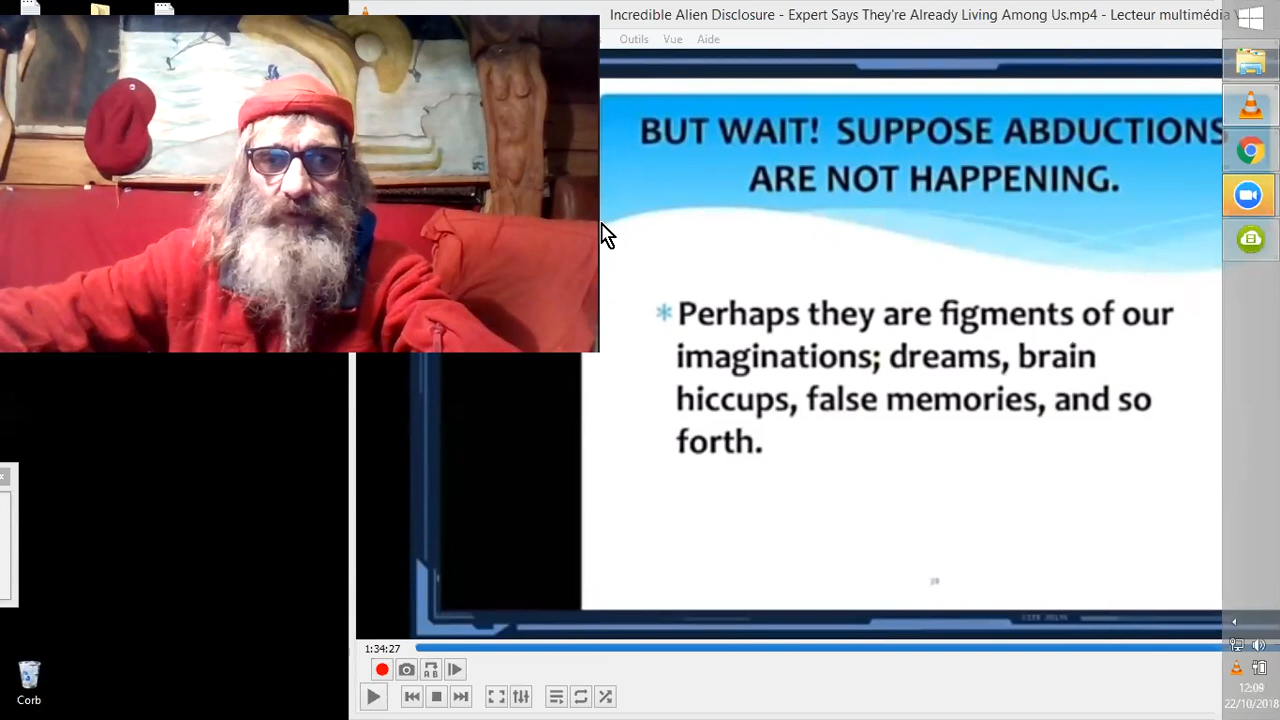 Incredible Alien Disclosure - Expert Says They're Already Living Among Us.mp4 - Lecteur multimédia
Outils Vue Aide
BUT WAIT! SUPPOSE ABDUCTIONS
ARE NOT HAPPENING.
* Perhaps they are figments of our
imaginations; dreams, brain
hiccups, false memories, and so
forth.
1:34:27
Corb
12:09
22/10/2018